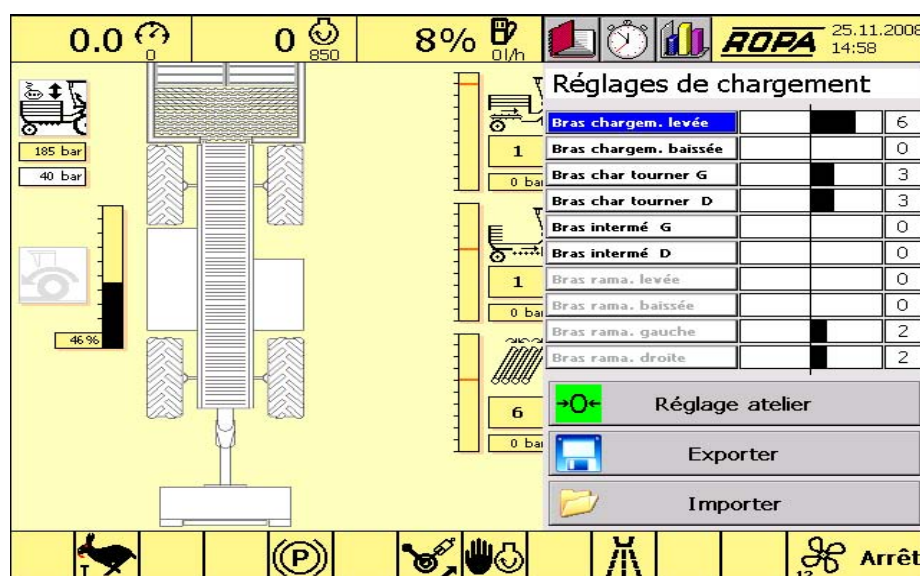 0.0
0
0
850
8%
0 l/h
ROPA
25.11.2008
14:58
Réglages de chargement
Bras chargem. levée 6
Bras chargem. baissée 0
Bras char tourner G 3
Bras char tourner D 3
Bras intermé G 0
Bras intermé D 0
Bras rama. levée 0
Bras rama. baissée 0
Bras rama. gauche 2
Bras rama. droite 2
Réglage atelier
Exporter
Importer
185 bar
40 bar
46%
1
0 bar
1
0 bar
6
0 bar
T
(P)
12
Arrêt